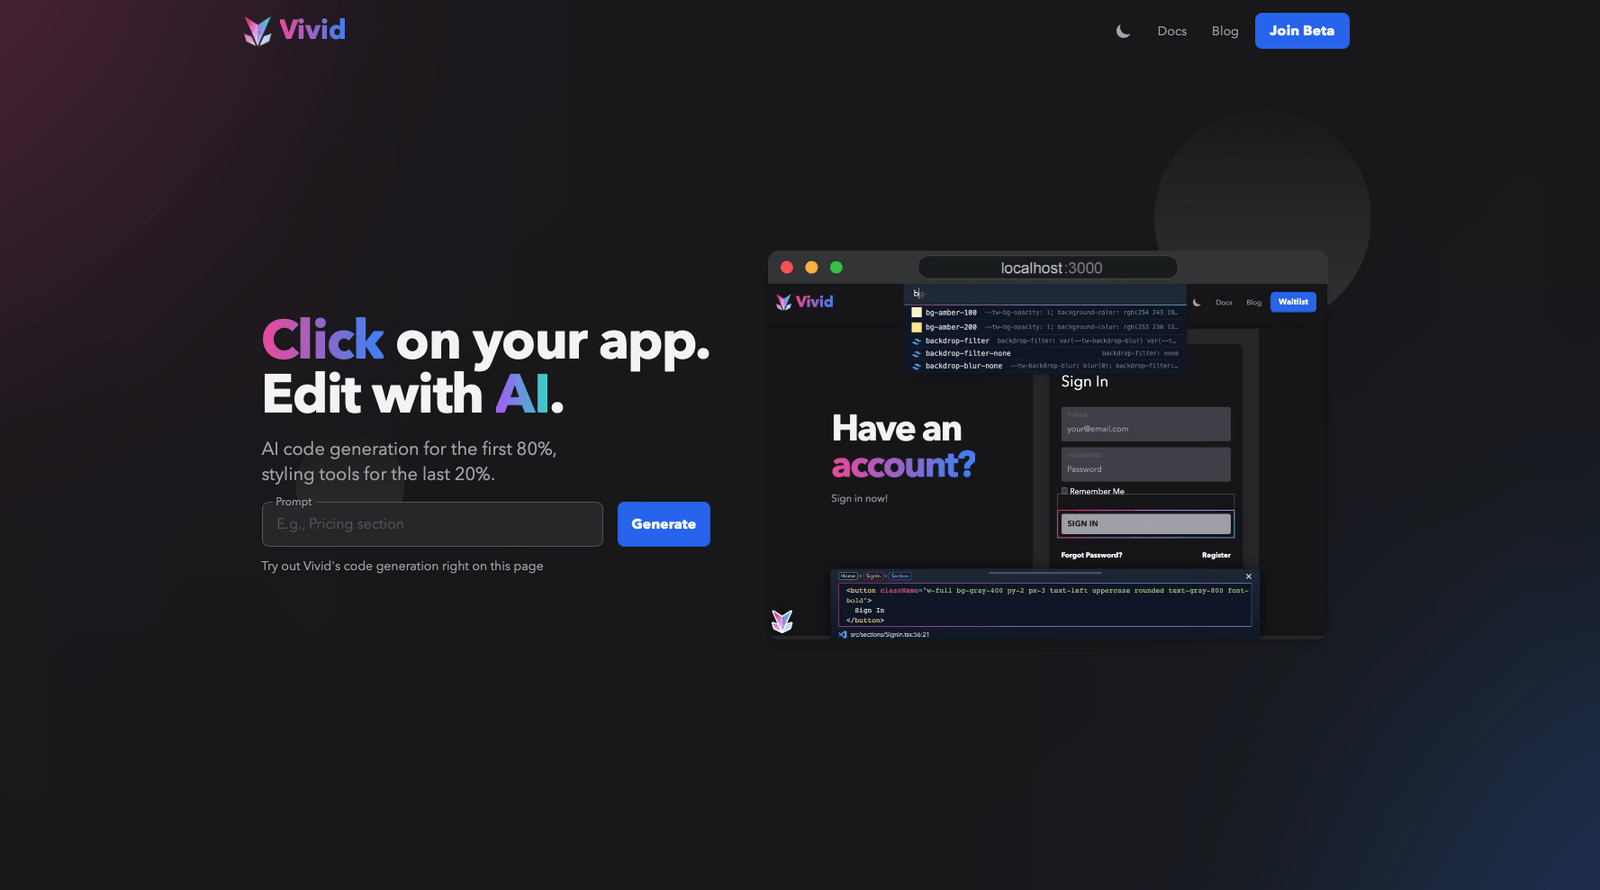 Vivid
Docs
Blog
Join Beta
Click on your app.
Edit with AI.
AI code generation for the first 80%,
styling tools for the last 20%.
Prompt
E.g., Pricing section
Generate
Try out Vivid's code generation right on this page
localhost:3000
Vivid
bg-
Docs
Blog
Waitlist
bg-amber-100 --tw-bg-opacity: 1; background-color: rgb(254 243 19…
bg-amber-200 --tw-bg-opacity: 1; background-color: rgb(253 230 13…
backdrop-filter backdrop-filter: var(--tw-backdrop-blur) var(--t…
backdrop-filter-none backdrop-filter: none
backdrop-blur-none --tw-backdrop-blur: blur(0); backdrop-filter:…
Have an
account?
Sign in now!
Sign In
E-MAIL
your@email.com
PASSWORD
Password
Remember Me
SIGN IN
Forgot Password?
Register
Home > SignIn > Section
<button className="w-full bg-gray-400 py-2 px-3 text-left uppercase rounded text-gray-800 font-
bold">
Sign In
</button>
src/sections/SignIn.tsx:56:21